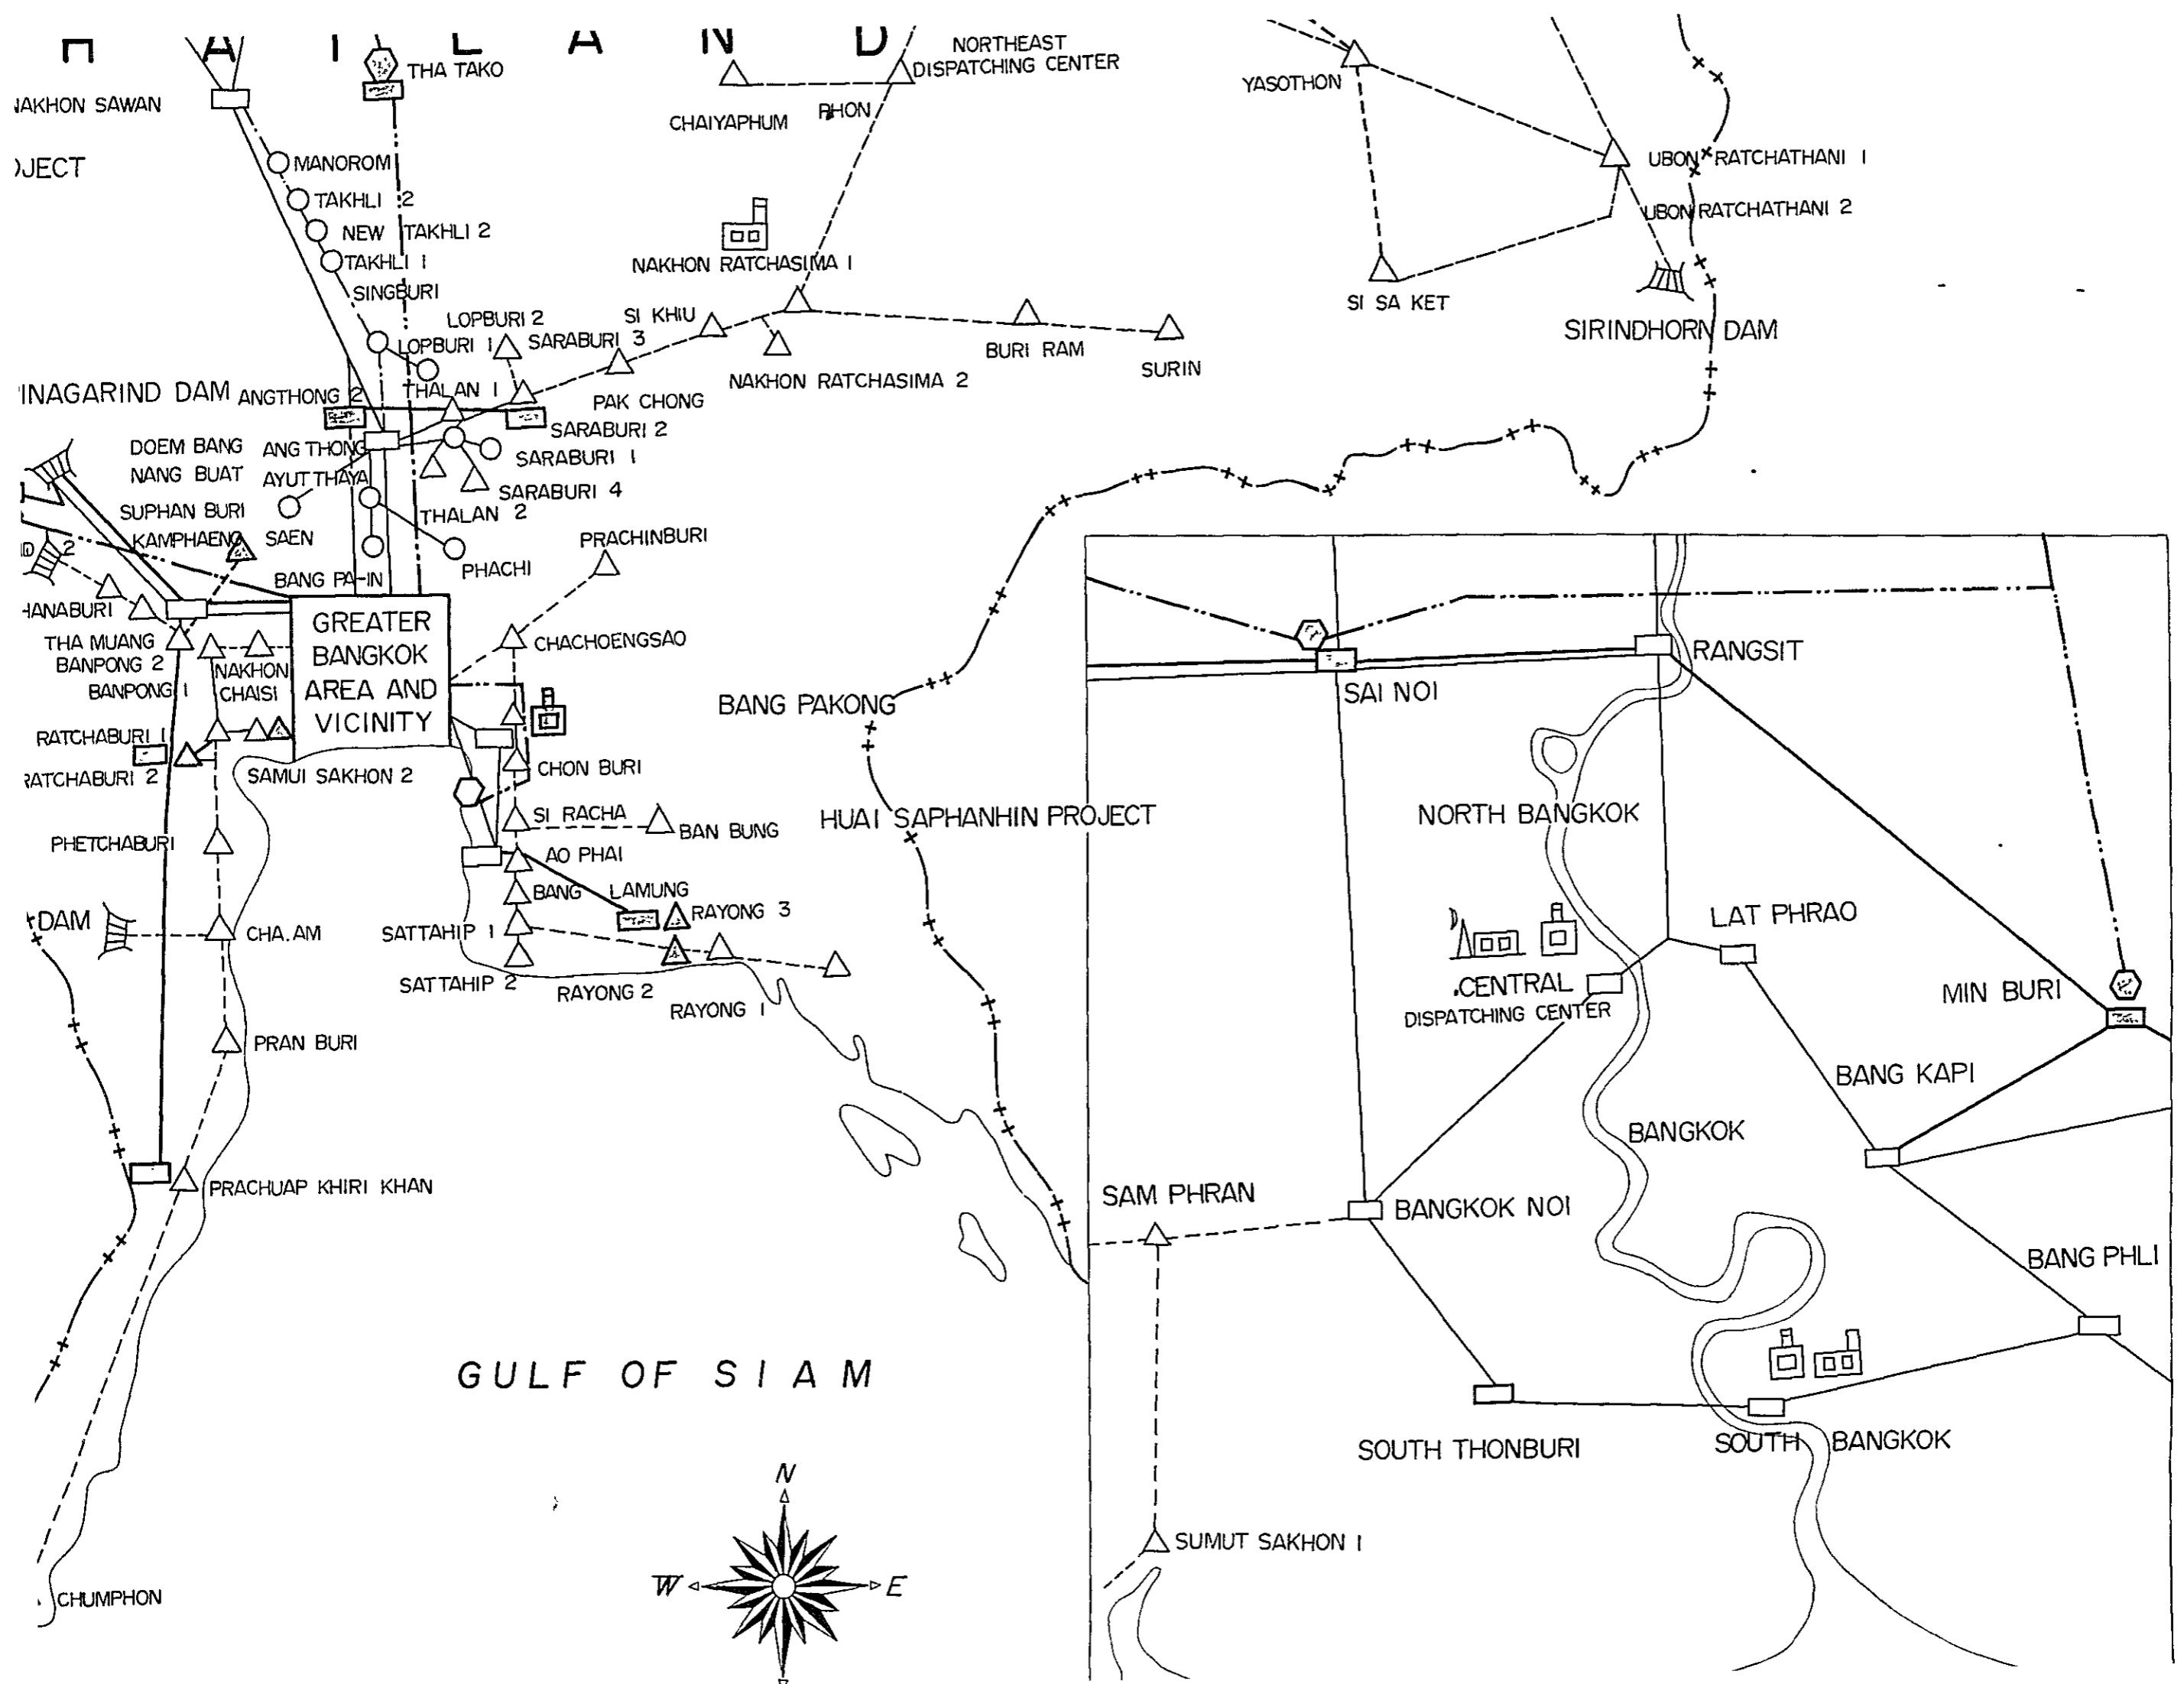 H A I L A N D
THA TAKO
NORTHEAST
DISPATCHING CENTER
YASOTHON
NAKHON SAWAN
CHAIYAPHUM
PHON
MANOROM
UBON RATCHATHANI 1
OJECT
TAKHLI 2
UBON RATCHATHANI 2
NEW TAKHLI 2
TAKHLI 1
NAKHON RATCHASIMA 1
SINGBURI
SI SA KET
LOPBURI 2
SI KHIU
SIRINDHORN DAM
LOPBURI 1
SARABURI 3
BURI RAM
SURIN
NAKHON RATCHASIMA 2
INAGARIND DAM
ANGTHONG 2
THALAN 1
PAK CHONG
SARABURI 2
DOEM BANG
NANG BUAT
ANG THONG
SARABURI 1
AYUTTHAYA
SARABURI 4
SUPHAN BURI
THALAN 2
KAMPHAENG SAEN
2
PRACHINBURI
PHACHI
BANG PA-IN
HANABURI
GREATER
BANGKOK
AREA AND
VICINITY
THA MUANG
BANPONG 2
NAKHON
CHAISI
BANPONG 1
CHACHOENGSAO
BANG PAKONG
RATCHABURI 1
RATCHABURI 2
SAMUI SAKHON 2
CHON BURI
SI RACHA
BAN BUNG
HUAI SAPHANHIN PROJECT
PHETCHABURI
AO PHAI
BANG LAMUNG
DAM
CHA.AM
SATTAHIP 1
RAYONG 3
SATTAHIP 2
RAYONG 2
RAYONG 1
PRAN BURI
PRACHUAP KHIRI KHAN
GULF OF SIAM
CHUMPHON
N
W
E
RANGSIT
SAI NOI
NORTH BANGKOK
LAT PHRAO
CENTRAL
DISPATCHING CENTER
MIN BURI
BANG KAPI
BANGKOK
SAM PHRAN
BANGKOK NOI
BANG PHLI
SOUTH THONBURI
SOUTH BANGKOK
SUMUT SAKHON 1